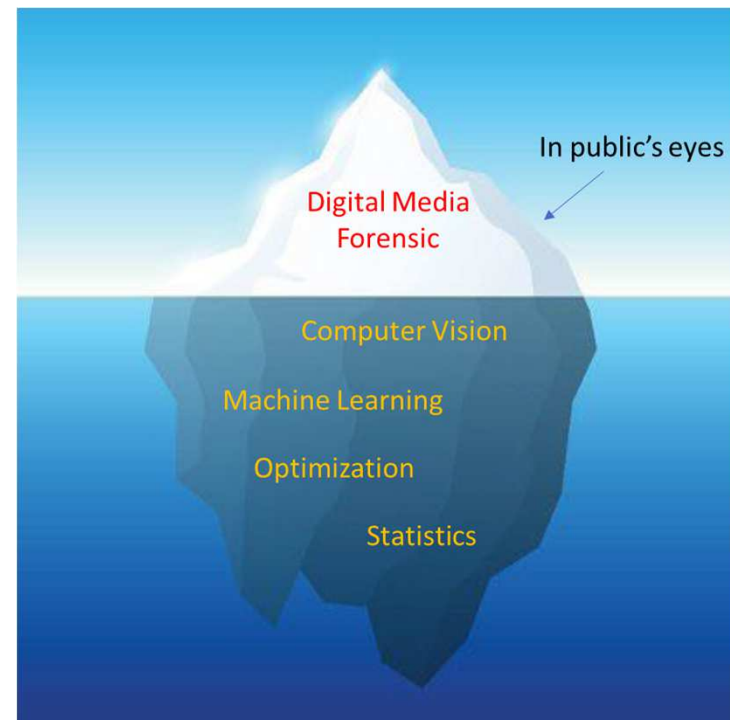 In public's eyes
Digital Media
Forensic
Computer Vision
Machine Learning
Optimization
Statistics